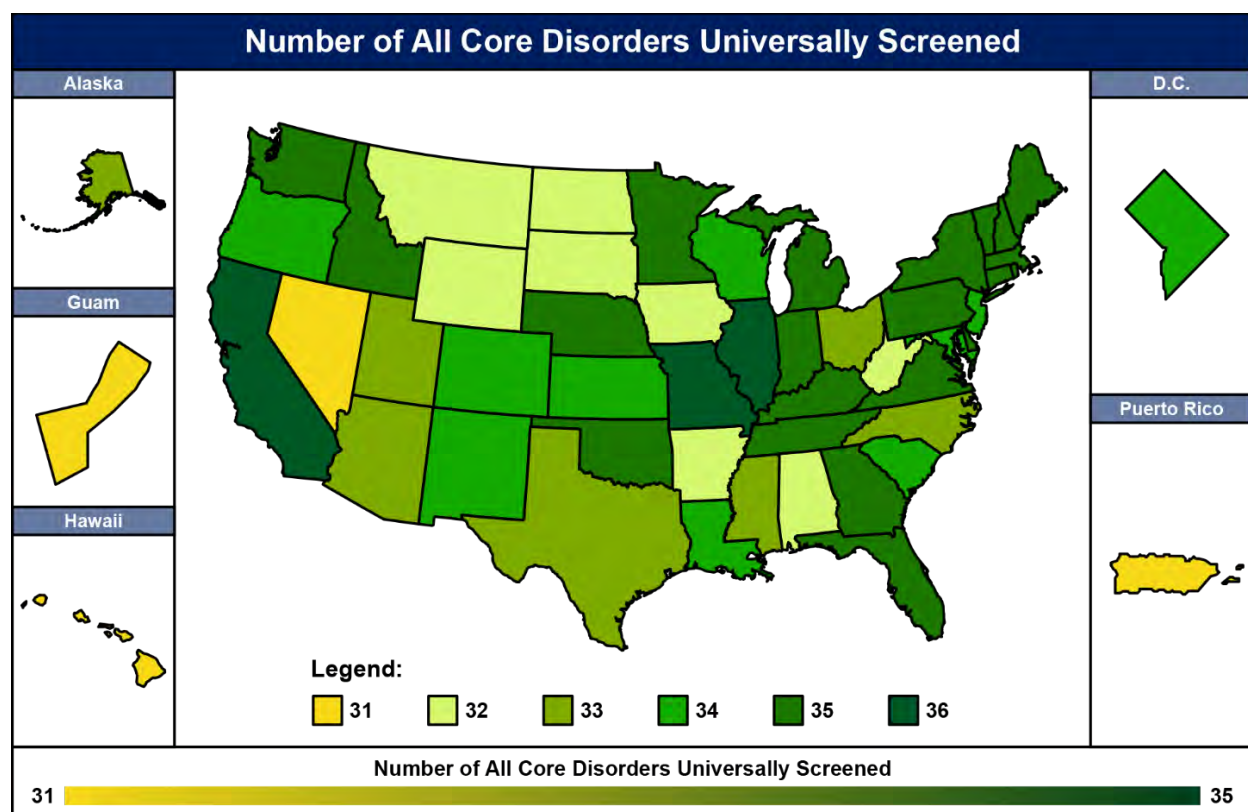 Number of All Core Disorders Universally Screened
Alaska
Guam
Hawaii
D.C.
Puerto Rico
Legend:
31 32 33 34 35 36
Number of All Core Disorders Universally Screened
31 35